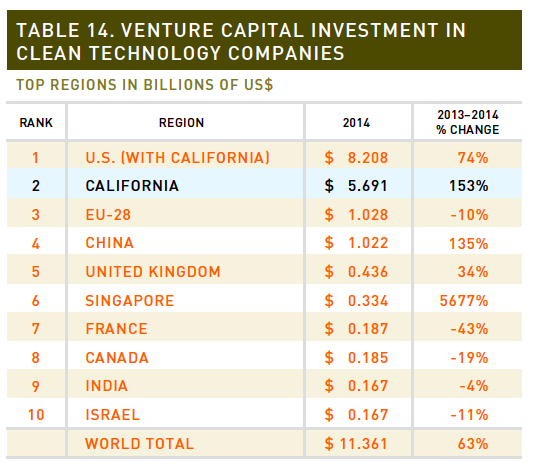 TABLE 14. VENTURE CAPITAL INVESTMENT IN
CLEAN TECHNOLOGY COMPANIES
TOP REGIONS IN BILLIONS OF US$
RANK REGION 2014 2013–2014 % CHANGE
1 U.S. (WITH CALIFORNIA) $ 8.208 74%
2 CALIFORNIA $ 5.691 153%
3 EU-28 $ 1.028 -10%
4 CHINA $ 1.022 135%
5 UNITED KINGDOM $ 0.436 34%
6 SINGAPORE $ 0.334 5677%
7 FRANCE $ 0.187 -43%
8 CANADA $ 0.185 -19%
9 INDIA $ 0.167 -4%
10 ISRAEL $ 0.167 -11%
WORLD TOTAL $ 11.361 63%